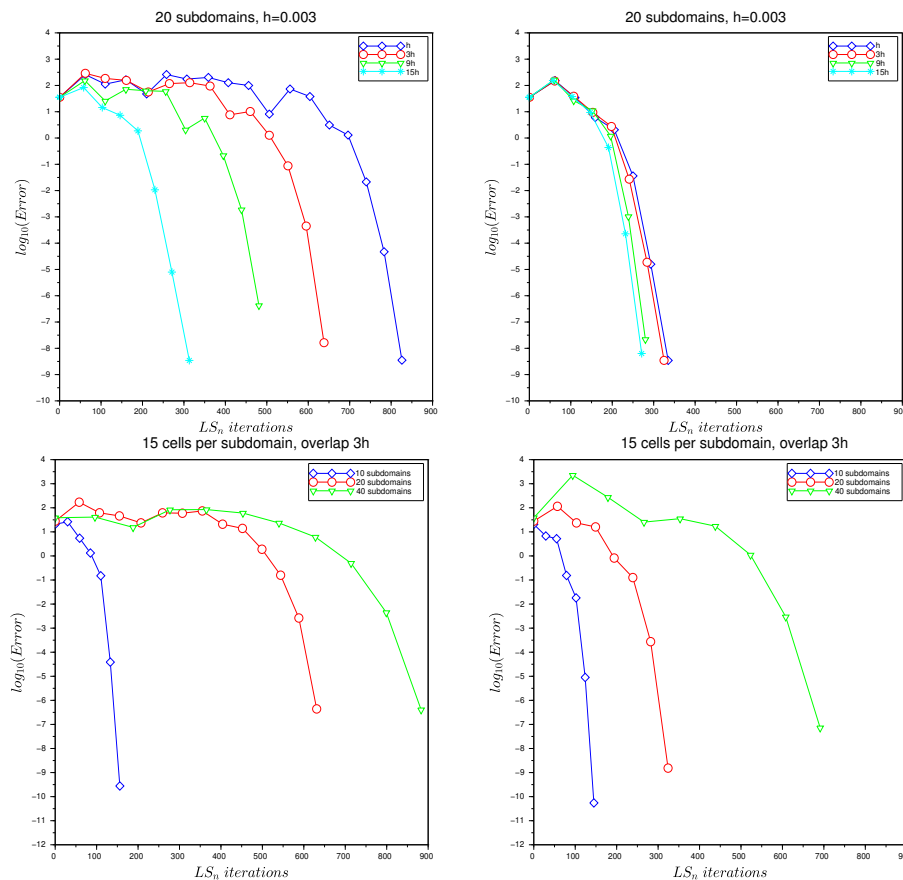 20 subdomains, h=0.003
4
3
2
1
0
-1
-2
-3
-4
-5
-6
-7
-8
-9
-10
log10(Error)
h
3h
9h
15h
0 100 200 300 400 500 600 700 800 900
LSn iterations
20 subdomains, h=0.003
4
3
2
1
0
-1
-2
-3
-4
-5
-6
-7
-8
-9
-10
log10(Error)
h
3h
9h
15h
0 100 200 300 400 500 600 700 800 900
LSn iterations
15 cells per subdomain, overlap 3h
4
3
2
1
0
-1
-2
-3
-4
-5
-6
-7
-8
-9
-10
-11
-12
log10(Error)
10 subdomains
20 subdomains
40 subdomains
0 100 200 300 400 500 600 700 800 900
LSn iterations
15 cells per subdomain, overlap 3h
4
3
2
1
0
-1
-2
-3
-4
-5
-6
-7
-8
-9
-10
-11
-12
log10(Error)
10 subdomains
20 subdomains
40 subdomains
0 100 200 300 400 500 600 700 800 900
LSn iterations